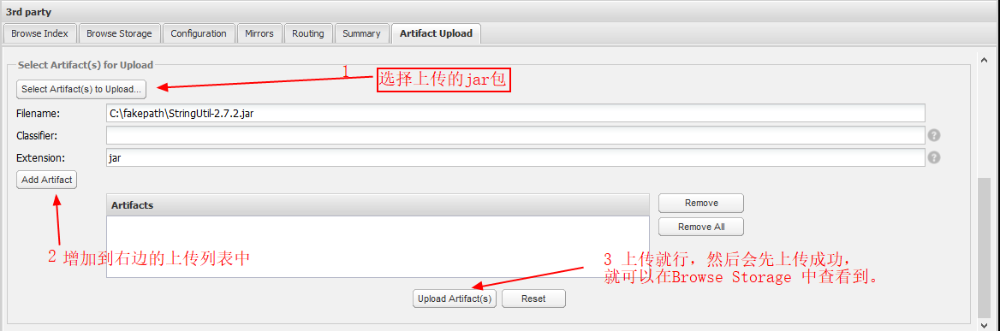 3rd party
Browse Index Browse Storage Configuration Mirrors Routing Summary Artifact Upload
Select Artifact(s) for Upload
1
选择上传的jar包
Select Artifact(s) to Upload...
Filename: C:\fakepath\StringUtil-2.7.2.jar
Classifier: ?
Extension: jar ?
Add Artifact
Artifacts
Remove
Remove All
2 增加到右边的上传列表中
3 上传就行，然后会先上传成功，
就可以在Browse Storage 中查看到。
Upload Artifact(s) Reset